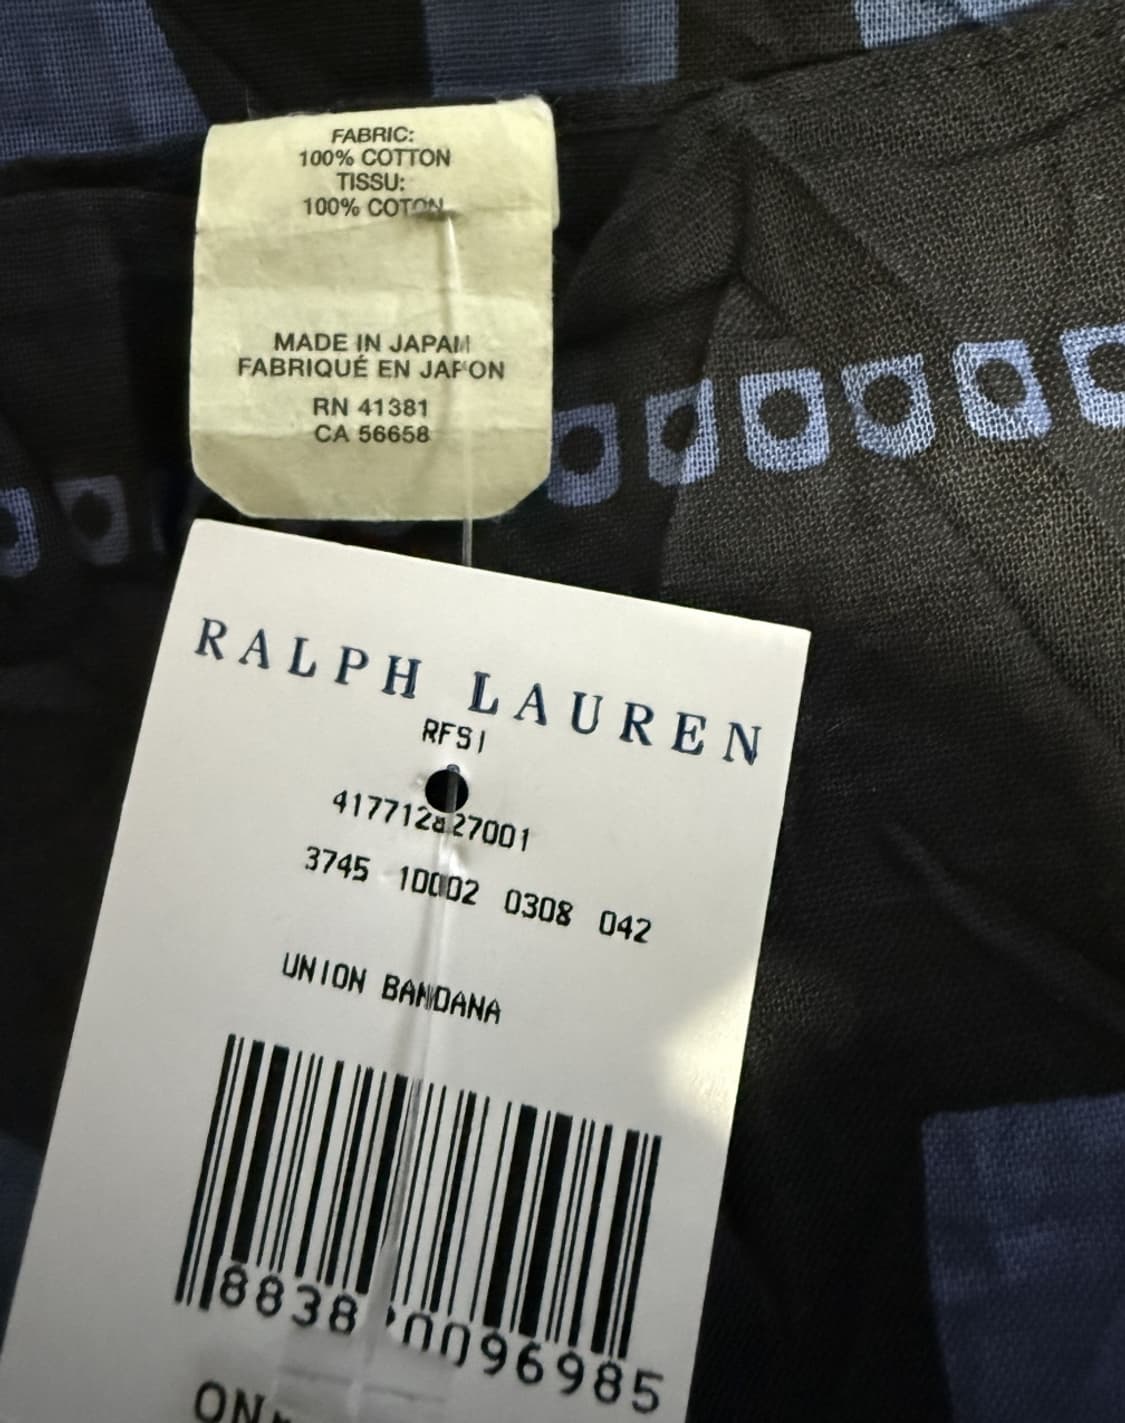 FABRIC:
100% COTTON
TISSU:
100% COTON
MADE IN JAPAN
FABRIQUÉ EN JAPON
RN 41381
CA 56658
RALPH LAUREN
RFSI
417712827001
3745 10002 0308 042
UNION BANDANA